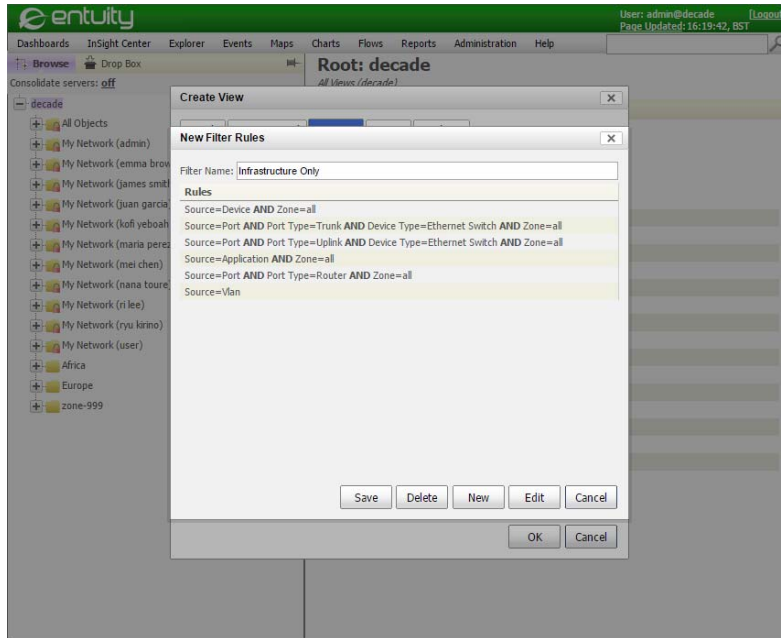 entuity
User: admin@decade [Logout
Page Updated: 16:19:42, BST
Dashboards InSight Center Explorer Events Maps Charts Flows Reports Administration Help
Browse Drop Box
Root: decade
Consolidate servers: off
All Views (decade)
decade
Create View
All Objects
My Network (admin)
New Filter Rules
My Network (emma brow
Filter Name: Infrastructure Only
My Network (james smith
Rules
My Network (juan garcia
Source=Device AND Zone=all
My Network (kofi yeboah
Source=Port AND Port Type=Trunk AND Device Type=Ethernet Switch AND Zone=all
My Network (maria perez
Source=Port AND Port Type=Uplink AND Device Type=Ethernet Switch AND Zone=all
My Network (mei chen)
Source=Application AND Zone=all
My Network (nana toure
Source=Port AND Port Type=Router AND Zone=all
Source=Vlan
My Network (ri lee)
My Network (ryu kirino)
My Network (user)
Africa
Europe
zone-999
Save Delete New Edit Cancel
OK Cancel